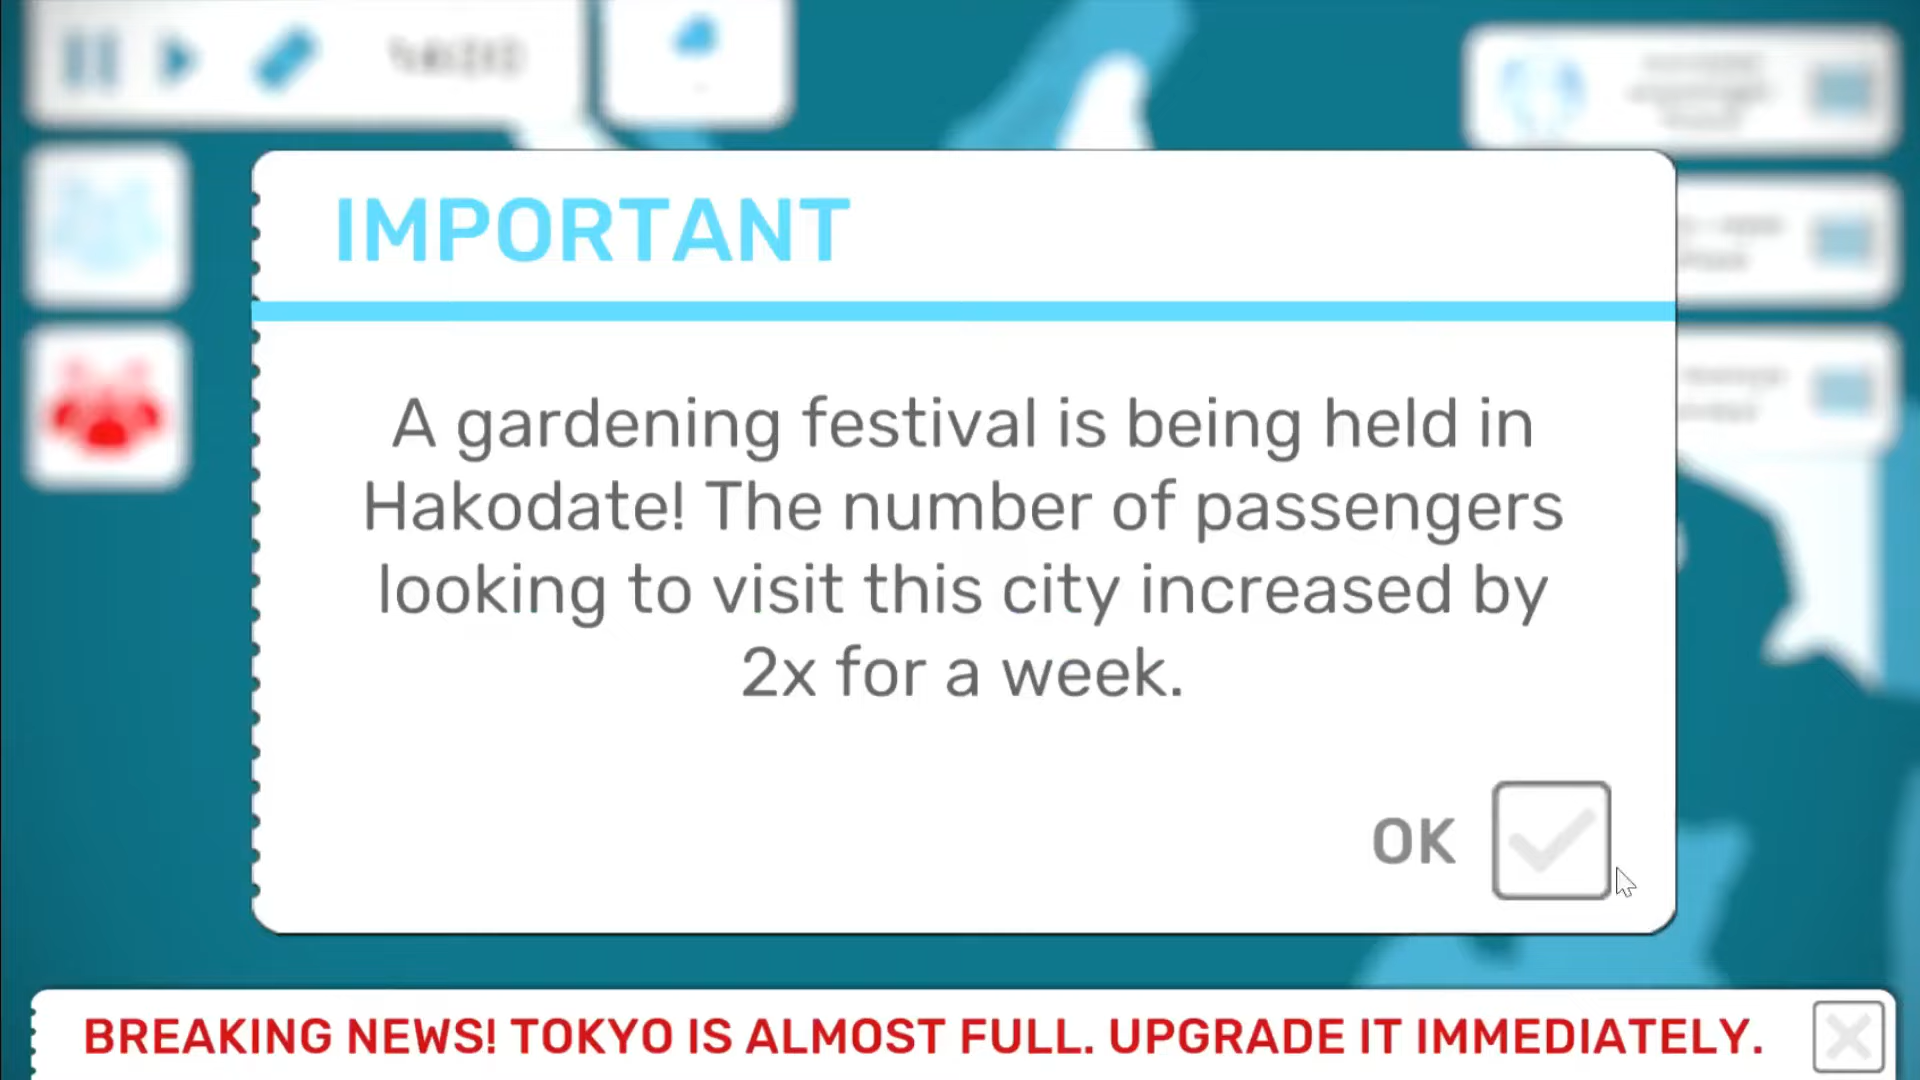 IMPORTANT
A gardening festival is being held in
Hakodate! The number of passengers
looking to visit this city increased by
2x for a week.
OK
BREAKING NEWS! TOKYO IS ALMOST FULL. UPGRADE IT IMMEDIATELY.